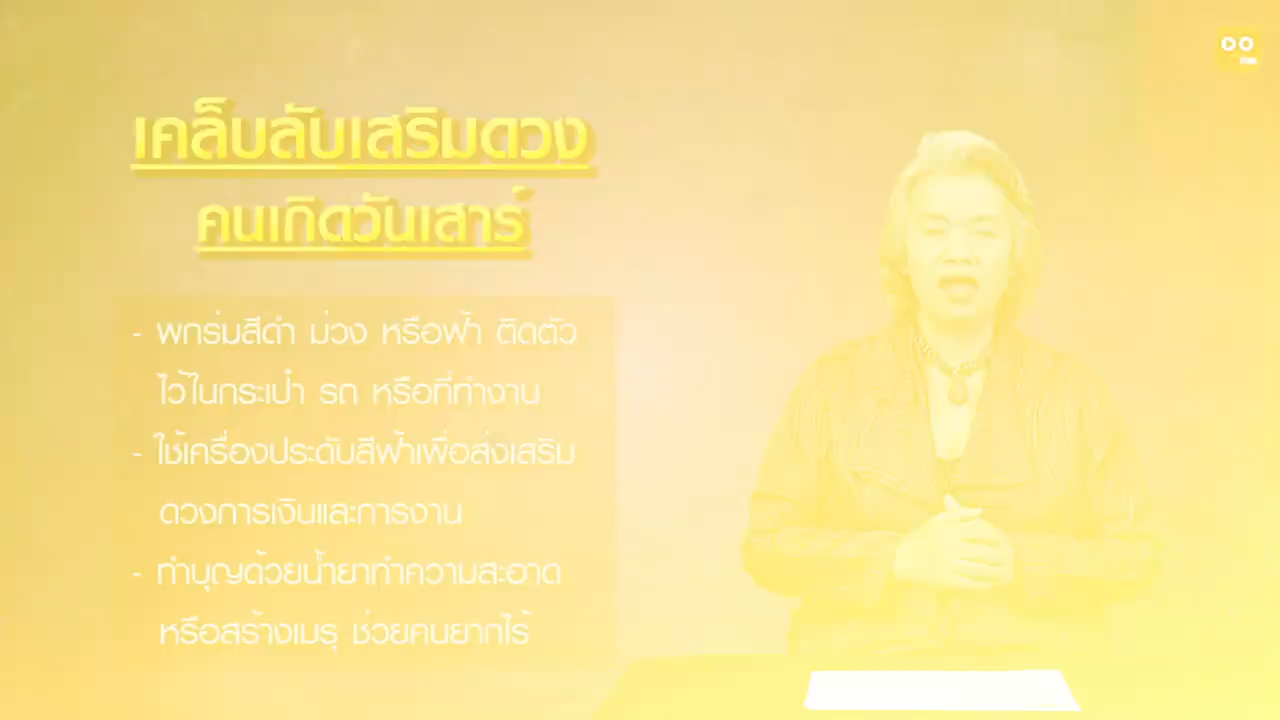 เคล็บลับเสริมดวง
คนเกิดวันเสาร์
- พกร่มสีดำ ม่วง หรือฟ้า ติดตัว
ไว้ในกระเป๋า รถ หรือที่ทำงาน
- ใช้เครื่องประดับสีฟ้าเพื่อส่งเสริม
ดวงการเงินและการงาน
- ทำบุญด้วยน้ำยาทำความสะอาด
หรือสร้างเมรุ ช่วยคนยากไร้